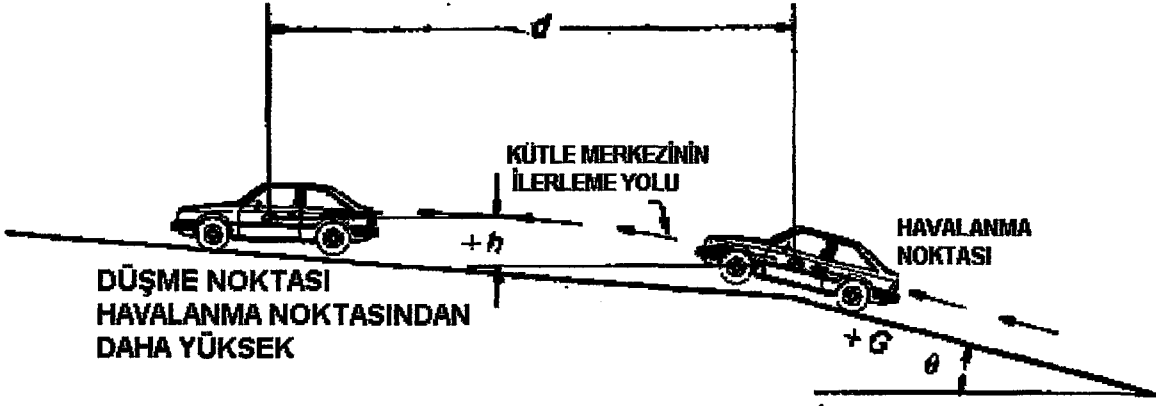 d
KÜTLE MERKEZİNİN
İLERLEME YOLU
HAVALANMA
NOKTASI
+h
DÜŞME NOKTASI
HAVALANMA NOKTASINDAN
DAHA YÜKSEK
+G
θ